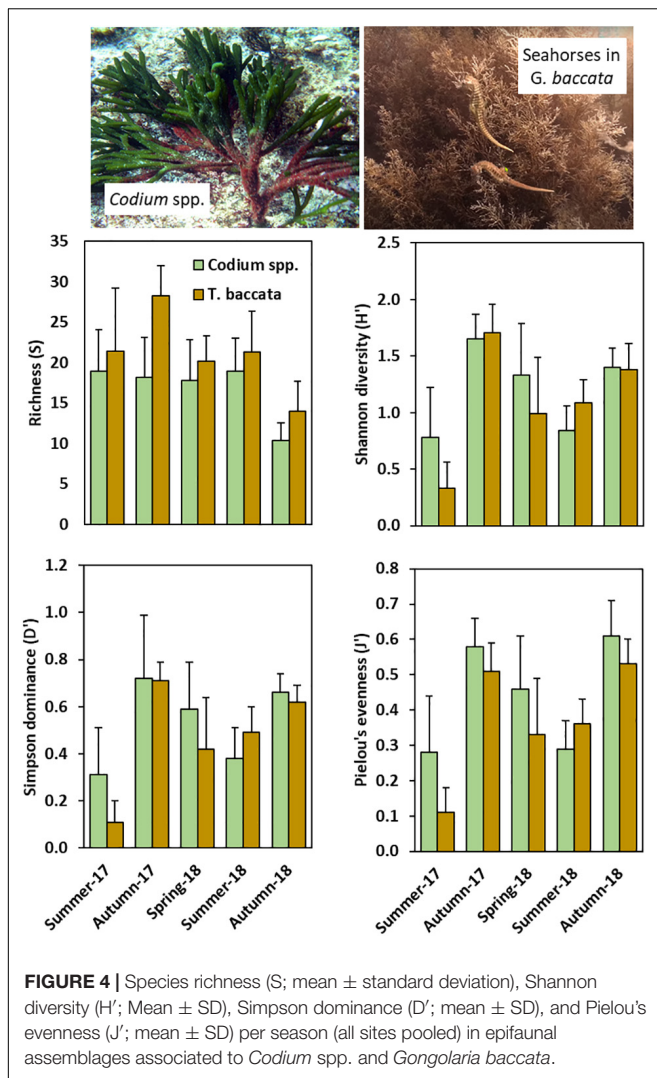 Codium spp.
Seahorses in
G. baccata
Richness (S)
35
30
25
20
15
10
5
0
Codium spp.
T. baccata
Shannon diversity (H')
2.5
2.0
1.5
1.0
0.5
0.0
Simpson dominance (D')
1.2
1.0
0.8
0.6
0.4
0.2
0.0
Summer-17
Autumn-17
Spring-18
Summer-18
Autumn-18
Pielou's evenness (J')
0.8
0.7
0.6
0.5
0.4
0.3
0.2
0.1
0.0
Summer-17
Autumn-17
Spring-18
Summer-18
Autumn-18
FIGURE 4 | Species richness (S; mean ± standard deviation), Shannon
diversity (H′; Mean ± SD), Simpson dominance (D′; mean ± SD), and Pielou's
evenness (J′; mean ± SD) per season (all sites pooled) in epifaunal
assemblages associated to Codium spp. and Gongolaria baccata.